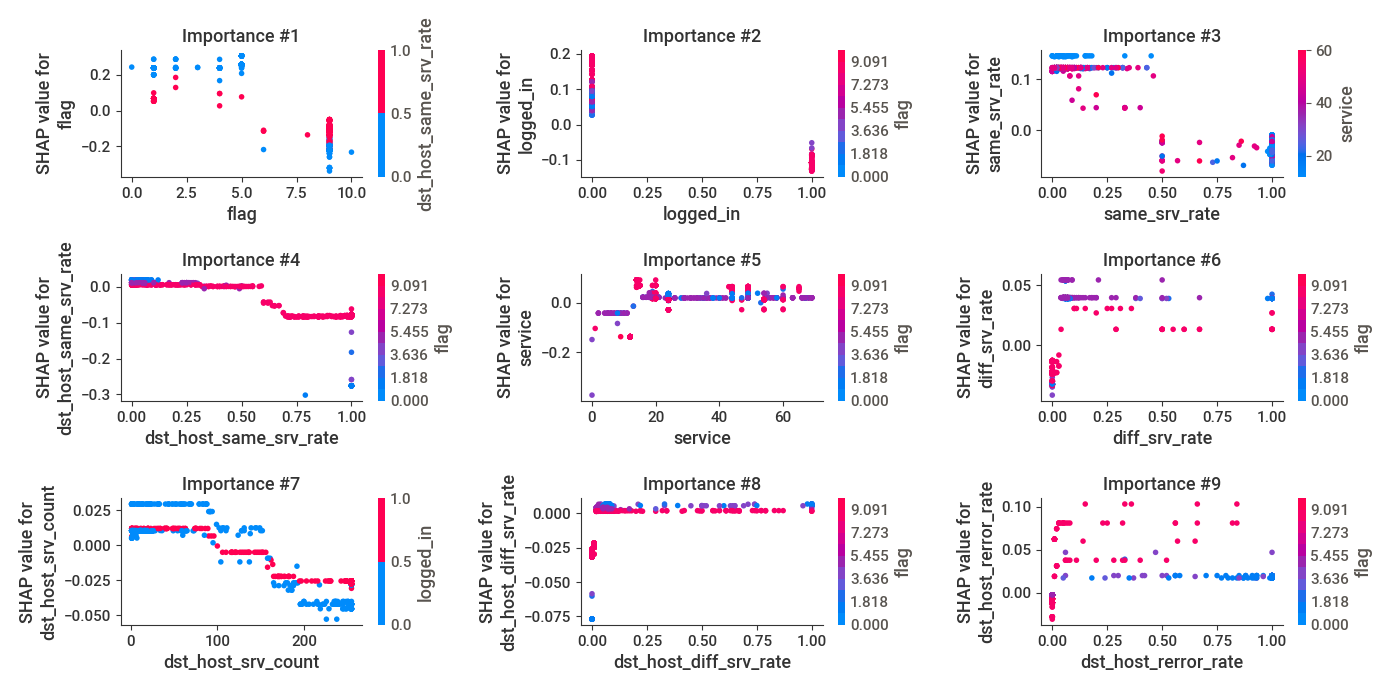 Importance #1
SHAP value for
flag
0.2
0.0
−0.2
0.0
2.5
5.0
7.5
10.0
flag
1.0
0.5
0.0
dst_host_same_srv_rate
Importance #2
SHAP value for
logged_in
0.2
0.1
0.0
−0.1
0.00
0.25
0.50
0.75
1.00
logged_in
9.091
7.273
5.455
3.636
1.818
0.000
flag
Importance #3
SHAP value for
same_srv_rate
0.1
0.0
0.00
0.25
0.50
0.75
1.00
same_srv_rate
60
40
20
service
Importance #4
SHAP value for
dst_host_same_srv_rate
0.0
−0.1
−0.2
−0.3
0.00
0.25
0.50
0.75
1.00
dst_host_same_srv_rate
9.091
7.273
5.455
3.636
1.818
0.000
flag
Importance #5
SHAP value for
service
0.0
−0.2
0
20
40
60
service
9.091
7.273
5.455
3.636
1.818
0.000
flag
Importance #6
SHAP value for
diff_srv_rate
0.05
0.00
0.00
0.25
0.50
0.75
1.00
diff_srv_rate
9.091
7.273
5.455
3.636
1.818
0.000
flag
Importance #7
SHAP value for
dst_host_srv_count
0.025
0.000
−0.025
−0.050
0
100
200
dst_host_srv_count
1.0
0.5
0.0
logged_in
Importance #8
SHAP value for
dst_host_diff_srv_rate
0.000
−0.025
−0.050
−0.075
0.00
0.25
0.50
0.75
1.00
dst_host_diff_srv_rate
9.091
7.273
5.455
3.636
1.818
0.000
flag
Importance #9
SHAP value for
dst_host_rerror_rate
0.10
0.05
0.00
0.00
0.25
0.50
0.75
1.00
dst_host_rerror_rate
9.091
7.273
5.455
3.636
1.818
0.000
flag